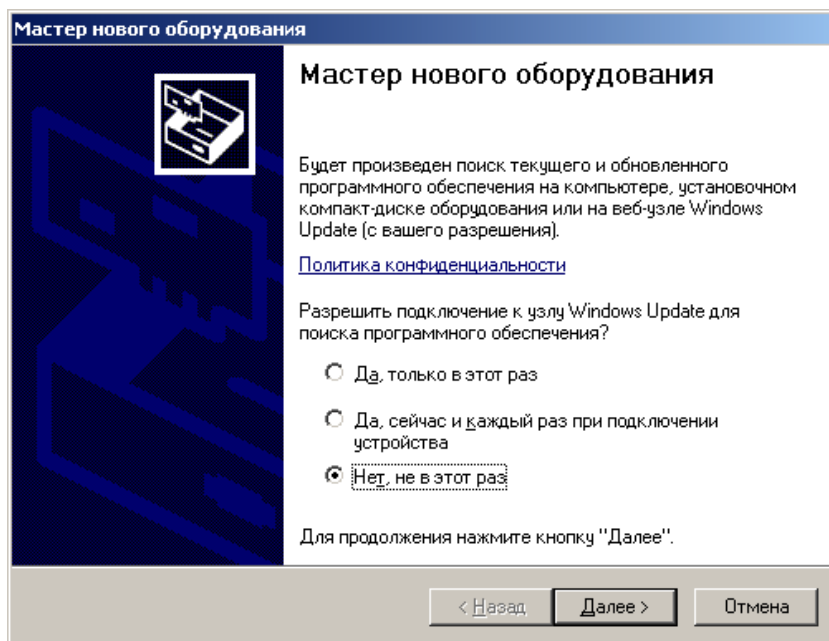 Мастер нового оборудования
Мастер нового оборудования
Будет произведен поиск текущего и обновленного
программного обеспечения на компьютере, установочном
компакт-диске оборудования или на веб-узле Windows
Update (с вашего разрешения).
Политика конфиденциальности
Разрешить подключение к узлу Windows Update для
поиска программного обеспечения?
Да, только в этот раз
Да, сейчас и каждый раз при подключении
устройства
Нет, не в этот раз
Для продолжения нажмите кнопку "Далее".
< Назад
Далее >
Отмена